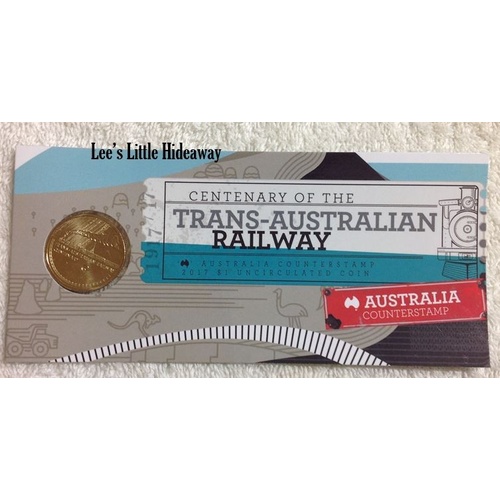 Lee's Little Hideaway
CENTENARY OF THE
TRANS-AUSTRALIAN
RAILWAY
AUSTRALIA COUNTERSTAMP
2017 $1 UNCIRCULATED COIN
AUSTRALIA
COUNTERSTAMP